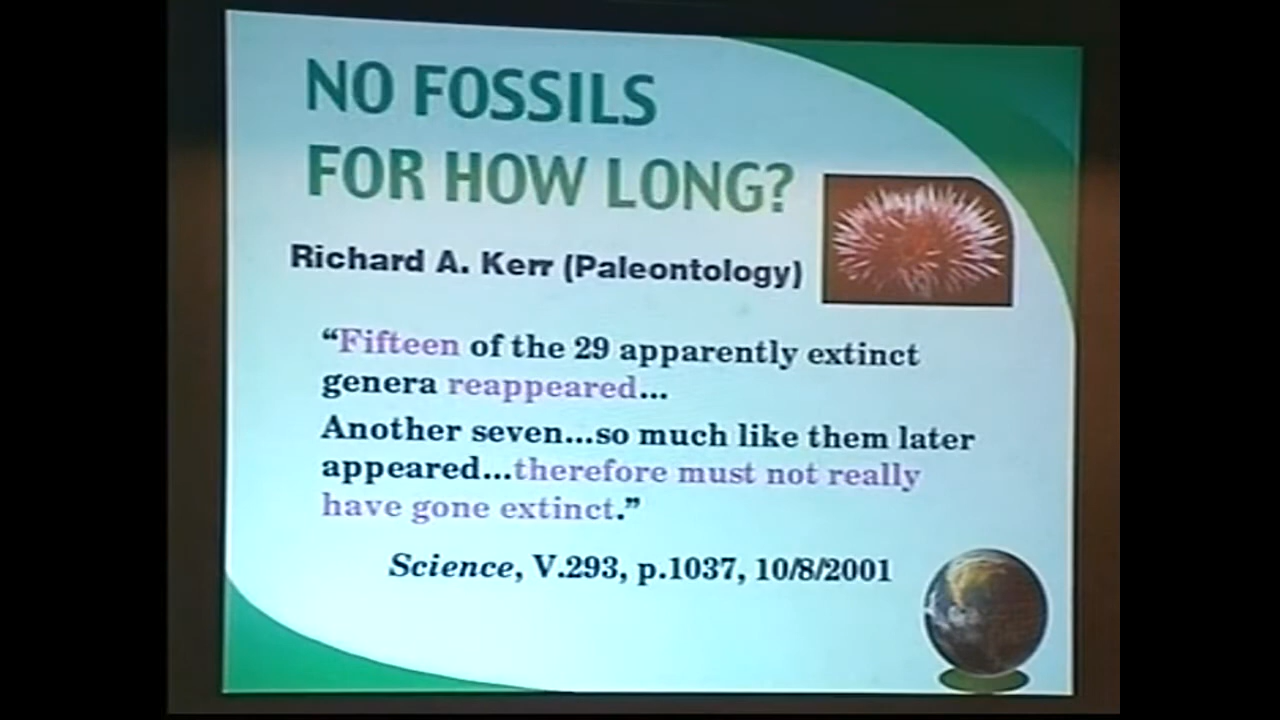 NO FOSSILS
FOR HOW LONG?
Richard A. Kerr (Paleontology)
“Fifteen of the 29 apparently extinct
genera reappeared...
Another seven...so much like them later
appeared...therefore must not really
have gone extinct.”
Science, V.293, p.1037, 10/8/2001